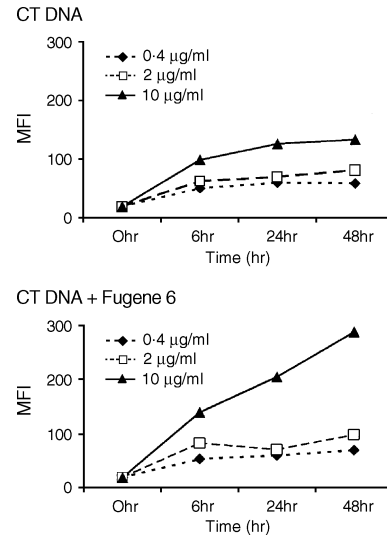 CT DNA
300
200
100
0
MFI
0·4 μg/ml
2 μg/ml
10 μg/ml
Ohr
6hr
24hr
48hr
Time (hr)
CT DNA + Fugene 6
300
200
100
0
MFI
0·4 μg/ml
2 μg/ml
10 μg/ml
Ohr
6hr
24hr
48hr
Time (hr)